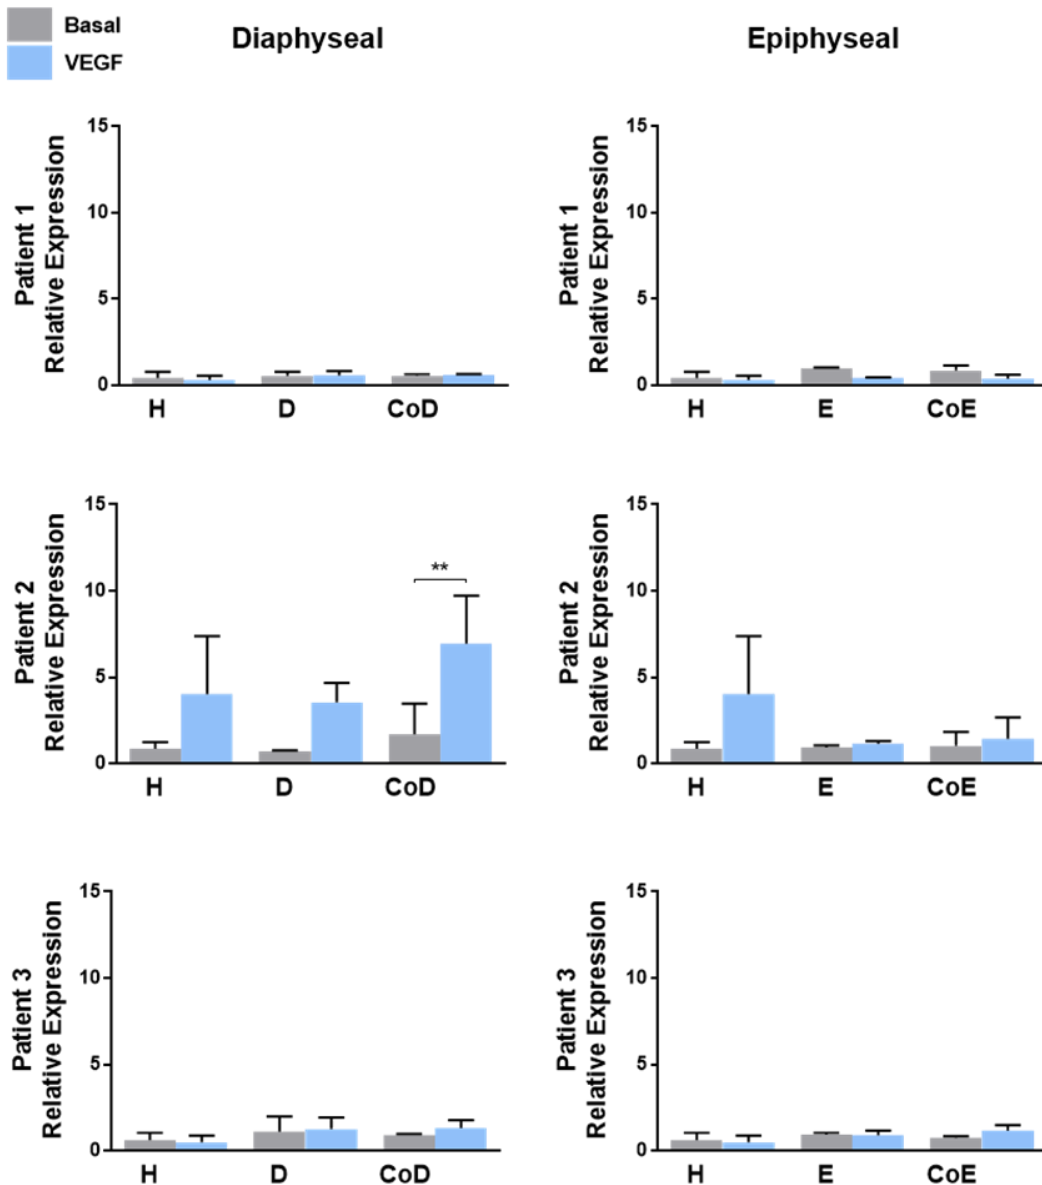 Basal
VEGF
Diaphyseal
Epiphyseal
Patient 1
Relative Expression
15
10
5
0
H D CoD
Patient 1
Relative Expression
15
10
5
0
H E CoE
Patient 2
Relative Expression
15
10
5
0
**
H D CoD
Patient 2
Relative Expression
15
10
5
0
H E CoE
Patient 3
Relative Expression
15
10
5
0
H D CoD
Patient 3
Relative Expression
15
10
5
0
H E CoE